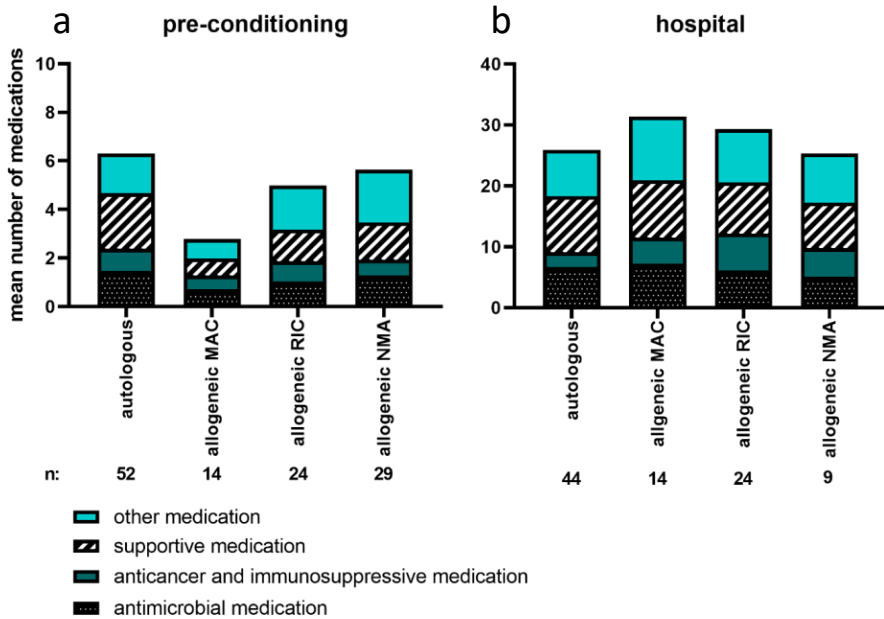 a
pre-conditioning
mean number of medications
10
8
6
4
2
0
autologous
allogeneic MAC
allogeneic RIC
allogeneic NMA
n: 52 14 24 29
b
hospital
40
30
20
10
0
autologous
allgeneic MAC
allogeneic RIC
allogeneic NMA
44 14 24 9
other medication
supportive medication
anticancer and immunosuppressive medication
antimicrobial medication